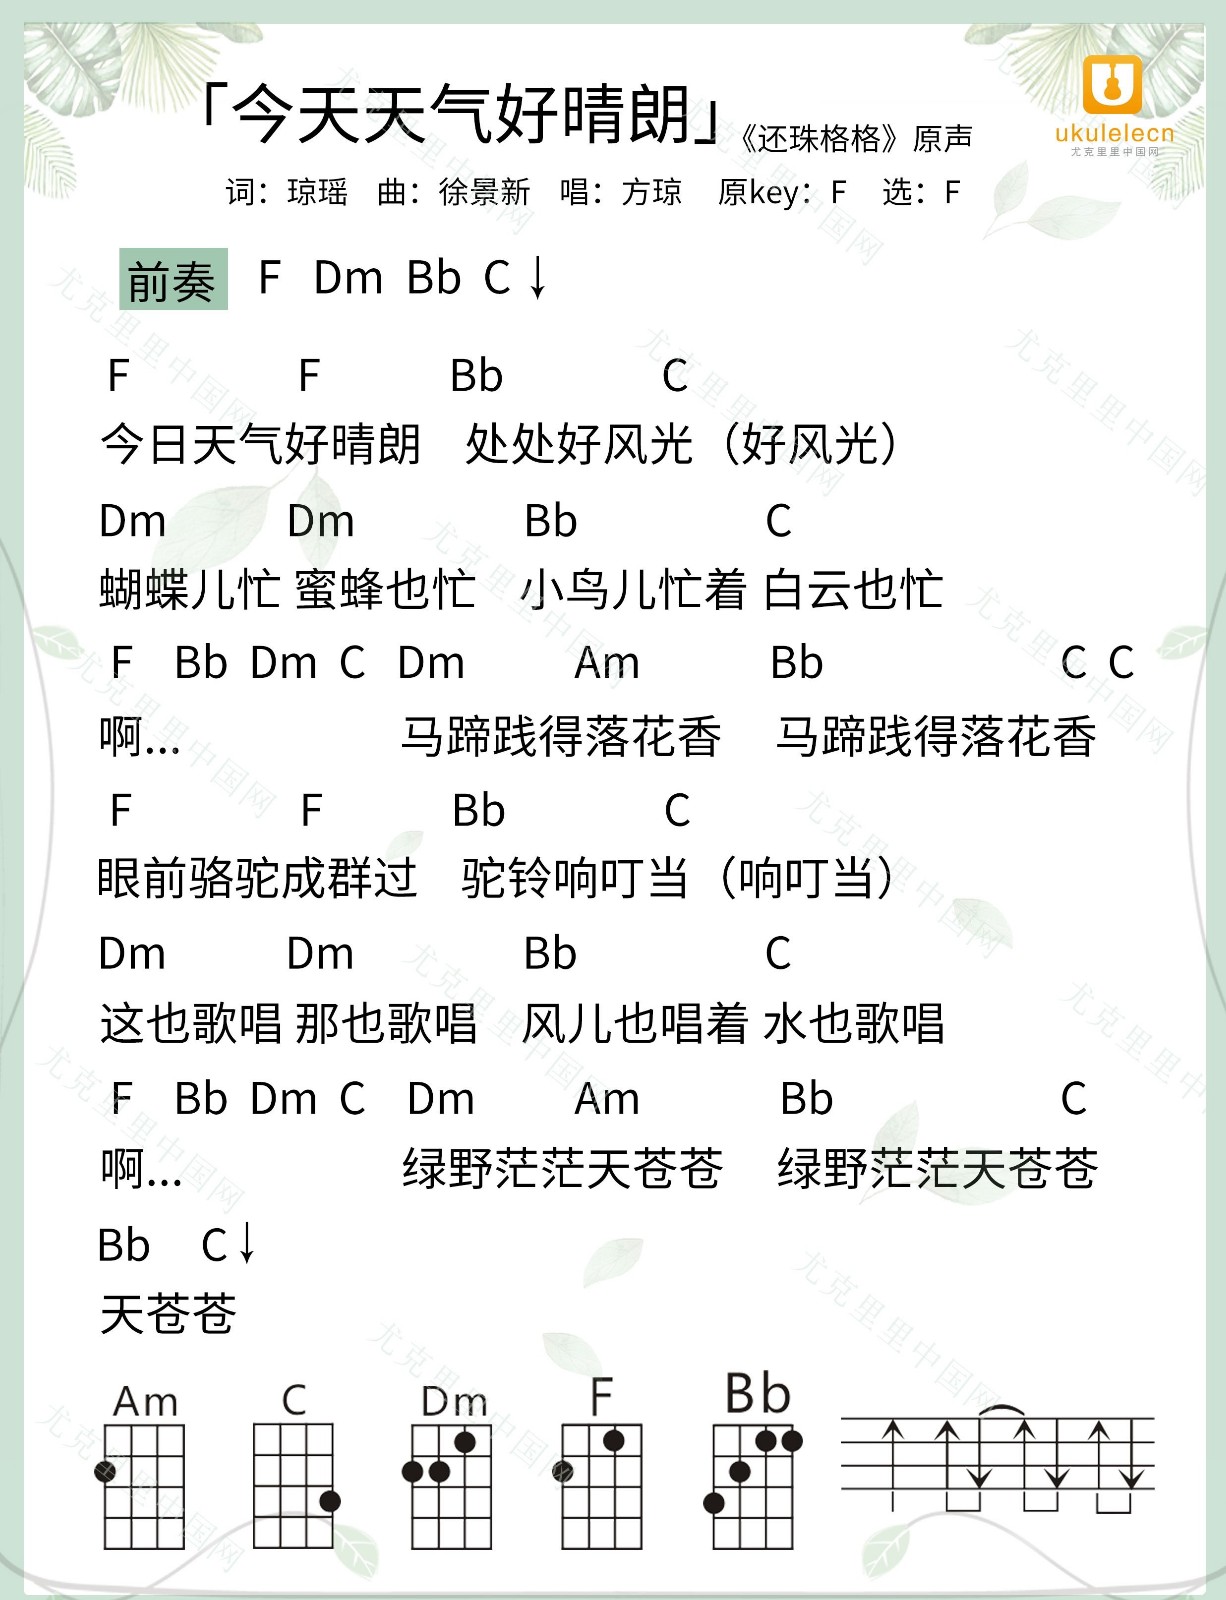 「今天天气好晴朗」《还珠格格》原声
ukulelecn
尤克里里中国网
词：琼瑶 曲：徐景新 唱：方琼 原key：F 选：F
前奏 F Dm Bb C↓
F F Bb C
今日天气好晴朗 处处好风光（好风光）
Dm Dm Bb C
蝴蝶儿忙 蜜蜂也忙 小鸟儿忙着 白云也忙
F Bb Dm C Dm Am Bb C C
啊... 马蹄践得落花香 马蹄践得落花香
F F Bb C
眼前骆驼成群过 驼铃响叮当（响叮当）
Dm Dm Bb C
这也歌唱 那也歌唱 风儿也唱着 水也歌唱
F Bb Dm C Dm Am Bb C
啊... 绿野茫茫天苍苍 绿野茫茫天苍苍
Bb C↓
天苍苍
Am C Dm F Bb